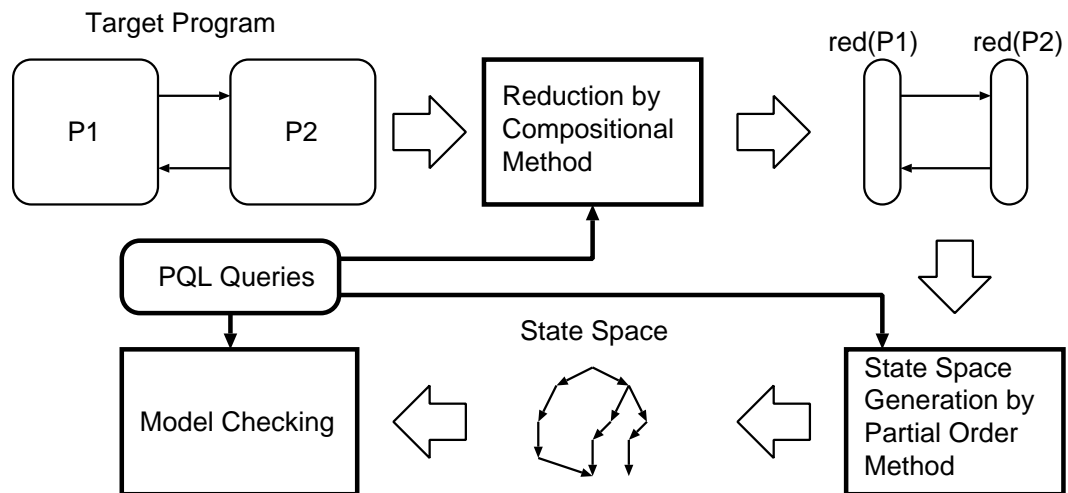 Target Program
P1
P2
Reduction by
Compositional
Method
red(P1)
red(P2)
PQL Queries
State Space
Model Checking
State Space
Generation by
Partial Order
Method